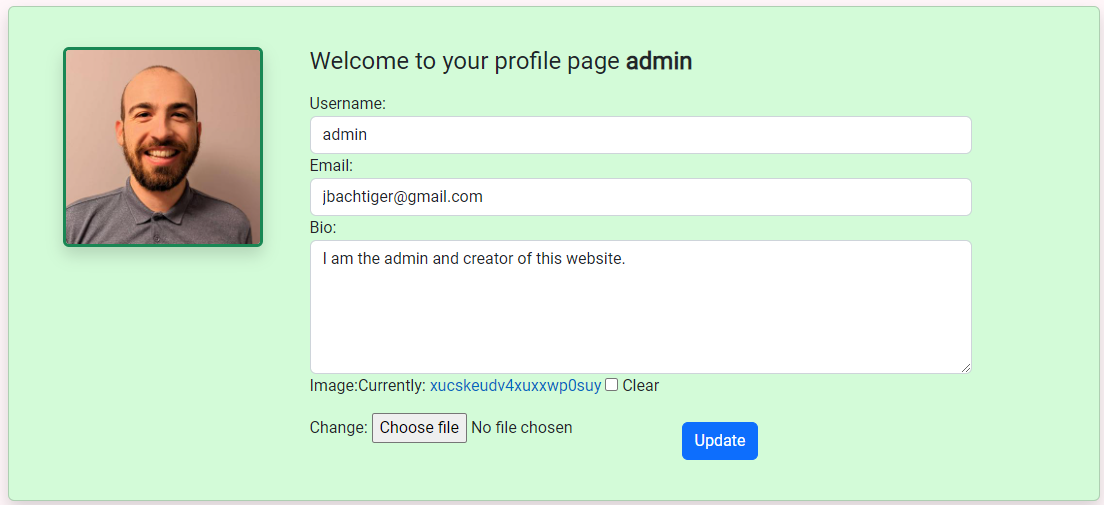 Welcome to your profile page admin
Username:
admin
Email:
jbachtiger@gmail.com
Bio:
I am the admin and creator of this website.
Image:Currently: xucskeudv4xuxxwp0suy Clear
Change: Choose file No file chosen
Update